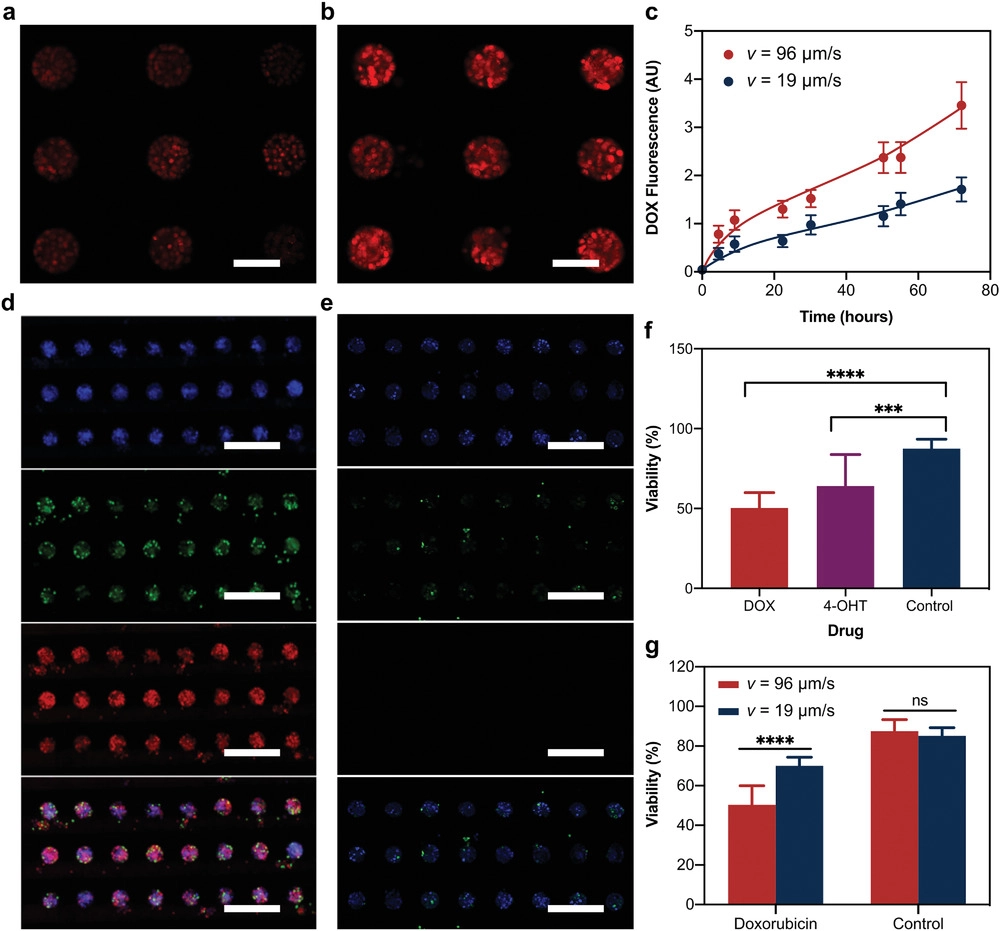 a
b
c
5
4
3
2
1
0
DOX Fluorescence (AU)
v = 96 µm/s
v = 19 µm/s
0
20
40
60
80
Time (hours)
d
e
f
150
100
50
0
Viability (%)
****
***
DOX
4-OHT
Control
Drug
g
120
100
80
60
40
20
0
Viability (%)
v = 96 µm/s
v = 19 µm/s
****
ns
Doxorubicin
Control